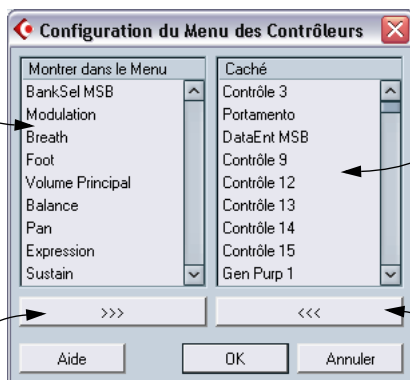 Configuration du Menu des Contrôleurs
Montrer dans le Menu
BankSel MSB
Modulation
Breath
Foot
Volume Principal
Balance
Pan
Expression
Sustain
Caché
Contrôle 3
Portamento
DataEnt MSB
Contrôle 9
Contrôle 12
Contrôle 13
Contrôle 14
Contrôle 15
Gen Purp 1
>>>
<<<
Aide
OK
Annuler